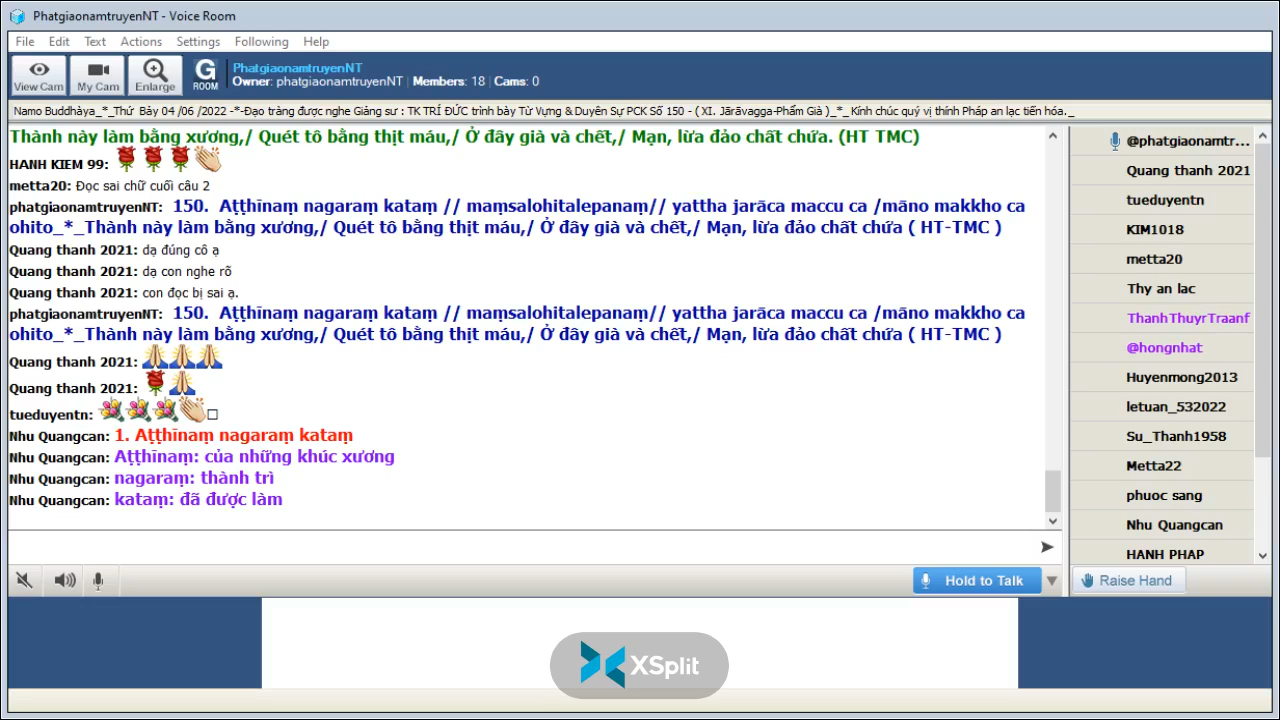 PhatgiaonamtruyenNT - Voice Room
File Edit Text Actions Settings Following Help
View Cam My Cam Enlarge G ROOM
PhatgiaonamtruyenNT
Owner: phatgiaonamtruyenNT Members: 18 Cams: 0
Namo Buddhàya_*_Thứ Bảy 04 /06 /2022 -*-Đạo tràng được nghe Giảng sư : TK TRÍ ĐỨC trình bày Từ Vựng & Duyên Sự PCK Số 150 - ( XI. Jārāvagga-Phẩm Già )_*_ Kính chúc quý vị thính Pháp an lạc tiến hóa._
Thành này làm bằng xương,/ Quét tô bằng thịt máu,/ Ở đây già và chết,/ Mạn, lừa đảo chất chứa. (HT TMC)
HANH KIEM 99:
metta20: Đọc sai chữ cuối câu 2
phatgiaonamtruyenNT: 150. Aṭṭhīnaṃ nagaraṃ kataṃ // maṃsalohitalepanaṃ// yattha jarāca maccu ca /māno makkho ca
ohito_*_Thành này làm bằng xương,/ Quét tô bằng thịt máu,/ Ở đây già và chết,/ Mạn, lừa đảo chất chứa ( HT-TMC )
Quang thanh 2021: dạ đúng cô ạ
Quang thanh 2021: dạ con nghe rõ
Quang thanh 2021: con đọc bị sai ạ.
phatgiaonamtruyenNT: 150. Aṭṭhīnaṃ nagaraṃ kataṃ // maṃsalohitalepanaṃ// yattha jarāca maccu ca /māno makkho ca
ohito_*_Thành này làm bằng xương,/ Quét tô bằng thịt máu,/ Ở đây già và chết,/ Mạn, lừa đảo chất chứa ( HT-TMC )
Quang thanh 2021:
Quang thanh 2021:
tueduyentn:
Nhu Quangcan: 1. Aṭṭhīnaṃ nagaraṃ kataṃ
Nhu Quangcan: Aṭṭhīnaṃ: của những khúc xương
Nhu Quangcan: nagaraṃ: thành trì
Nhu Quangcan: kataṃ: đã được làm
@phatgiaonamtr...
Quang thanh 2021
tueduyentn
KIM1018
metta20
Thy an lac
ThanhThuyrTraanf
@hongnhat
Huyenmong2013
letuan_532022
Su_Thanh1958
Metta22
phuoc sang
Nhu Quangcan
HANH PHAP
Hold to Talk
Raise Hand
XSplit